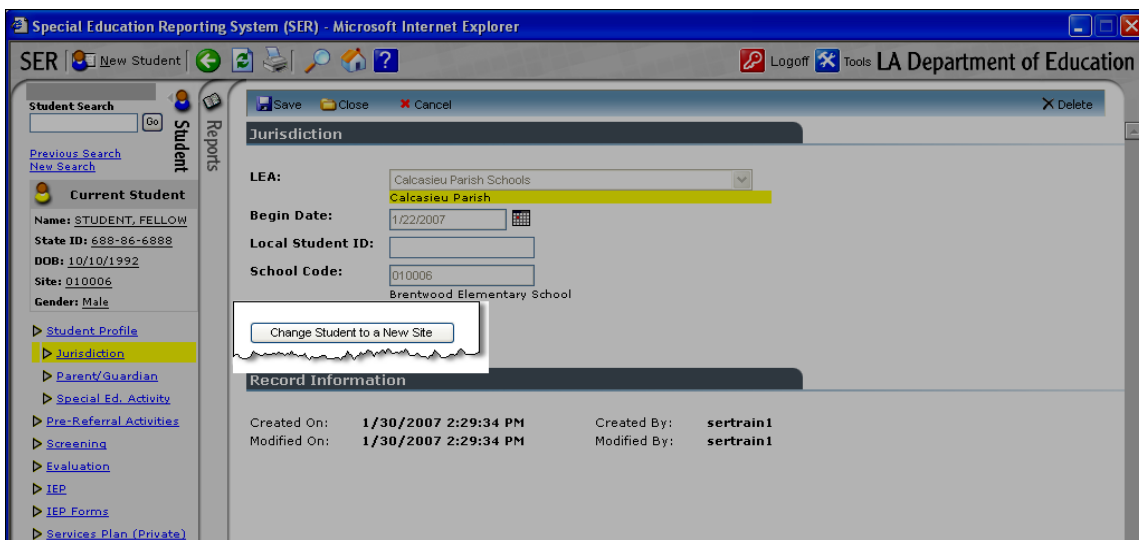 Special Education Reporting System (SER) - Microsoft Internet Explorer
SER New Student ? Logoff Tools LA Department of Education
Student Search
Go
Previous Search
New Search
Student
Reports
Current Student
Name: STUDENT, FELLOW
State ID: 688-86-6888
DOB: 10/10/1992
Site: 010006
Gender: Male
Student Profile
Jurisdiction
Parent/Guardian
Special Ed. Activity
Pre-Referral Activities
Screening
Evaluation
IEP
IEP Forms
Services Plan (Private)
Save Close Cancel Delete
Jurisdiction
LEA: Calcasieu Parish Schools
Calcasieu Parish
Begin Date: 1/22/2007
Local Student ID:
School Code: 010006
Brentwood Elementary School
Change Student to a New Site
Record Information
Created On: 1/30/2007 2:29:34 PM Created By: sertrain1
Modified On: 1/30/2007 2:29:34 PM Modified By: sertrain1